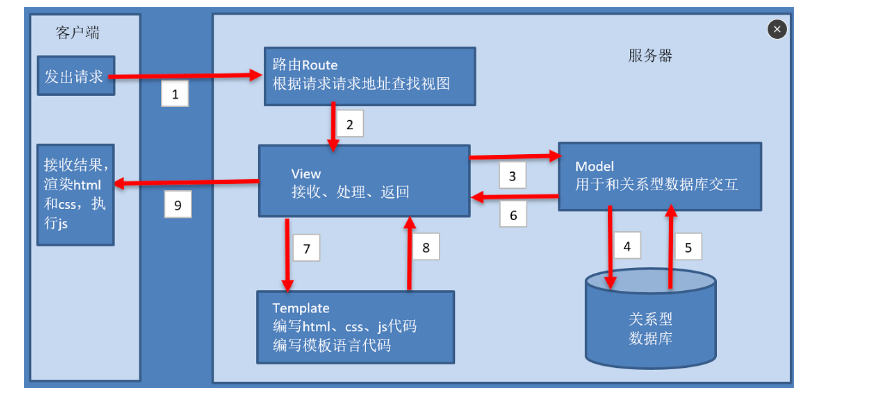 客户端
发出请求
1
接收结果，
渲染html
和css，执
行js
9
服务器
路由Route
根据请求请求地址查找视图
2
View
接收、处理、返回
3
6
Model
用于和关系型数据库交互
7
8
4
5
Template
编写html、css、js代码
编写模板语言代码
关系型
数据库